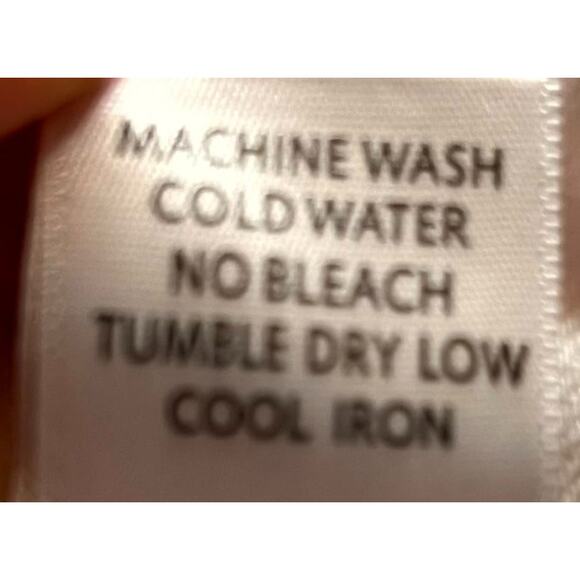 MACHINE WASH
COLD WATER
NO BLEACH
TUMBLE DRY LOW
COOL IRON